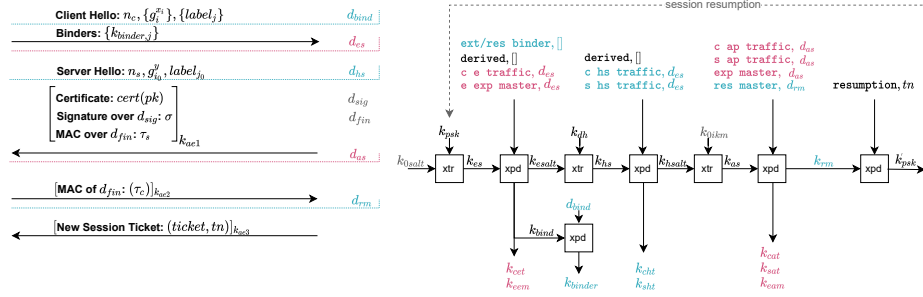 session resumption
Client Hello: n_c, {g_i^{x_i}}, {label_j}
d_bind
Binders: {k_{binder,j}}
d_es
Server Hello: n_s, g_{i_0}^y, label_{j_0}
d_hs
Certificate: cert(pk)
d_sig
Signature over d_sig: σ
d_fin
MAC over d_fin: τ_s
k_ae1
d_as
[MAC of d_fin: (τ_c)]_{k_ae2}
d_rm
[New Session Ticket: (ticket, tn)]_{k_ae3}
ext/res binder, []
derived, []
c e traffic, d_es
e exp master, d_es
derived, []
c hs traffic, d_es
s hs traffic, d_es
c ap traffic, d_as
s ap traffic, d_as
exp master, d_as
res master, d_rm
resumption, tn
k_psk
k_dh
k_0ikm
k_0salt
xtr
k_es
xpd
k_esalt
xtr
k_hs
xpd
k_hsalt
xtr
k_as
xpd
k_rm
xpd
k_psk
d_bind
k_bind
xpd
k_cet
k_eem
k_binder
k_cht
k_sht
k_cat
k_sat
k_eam